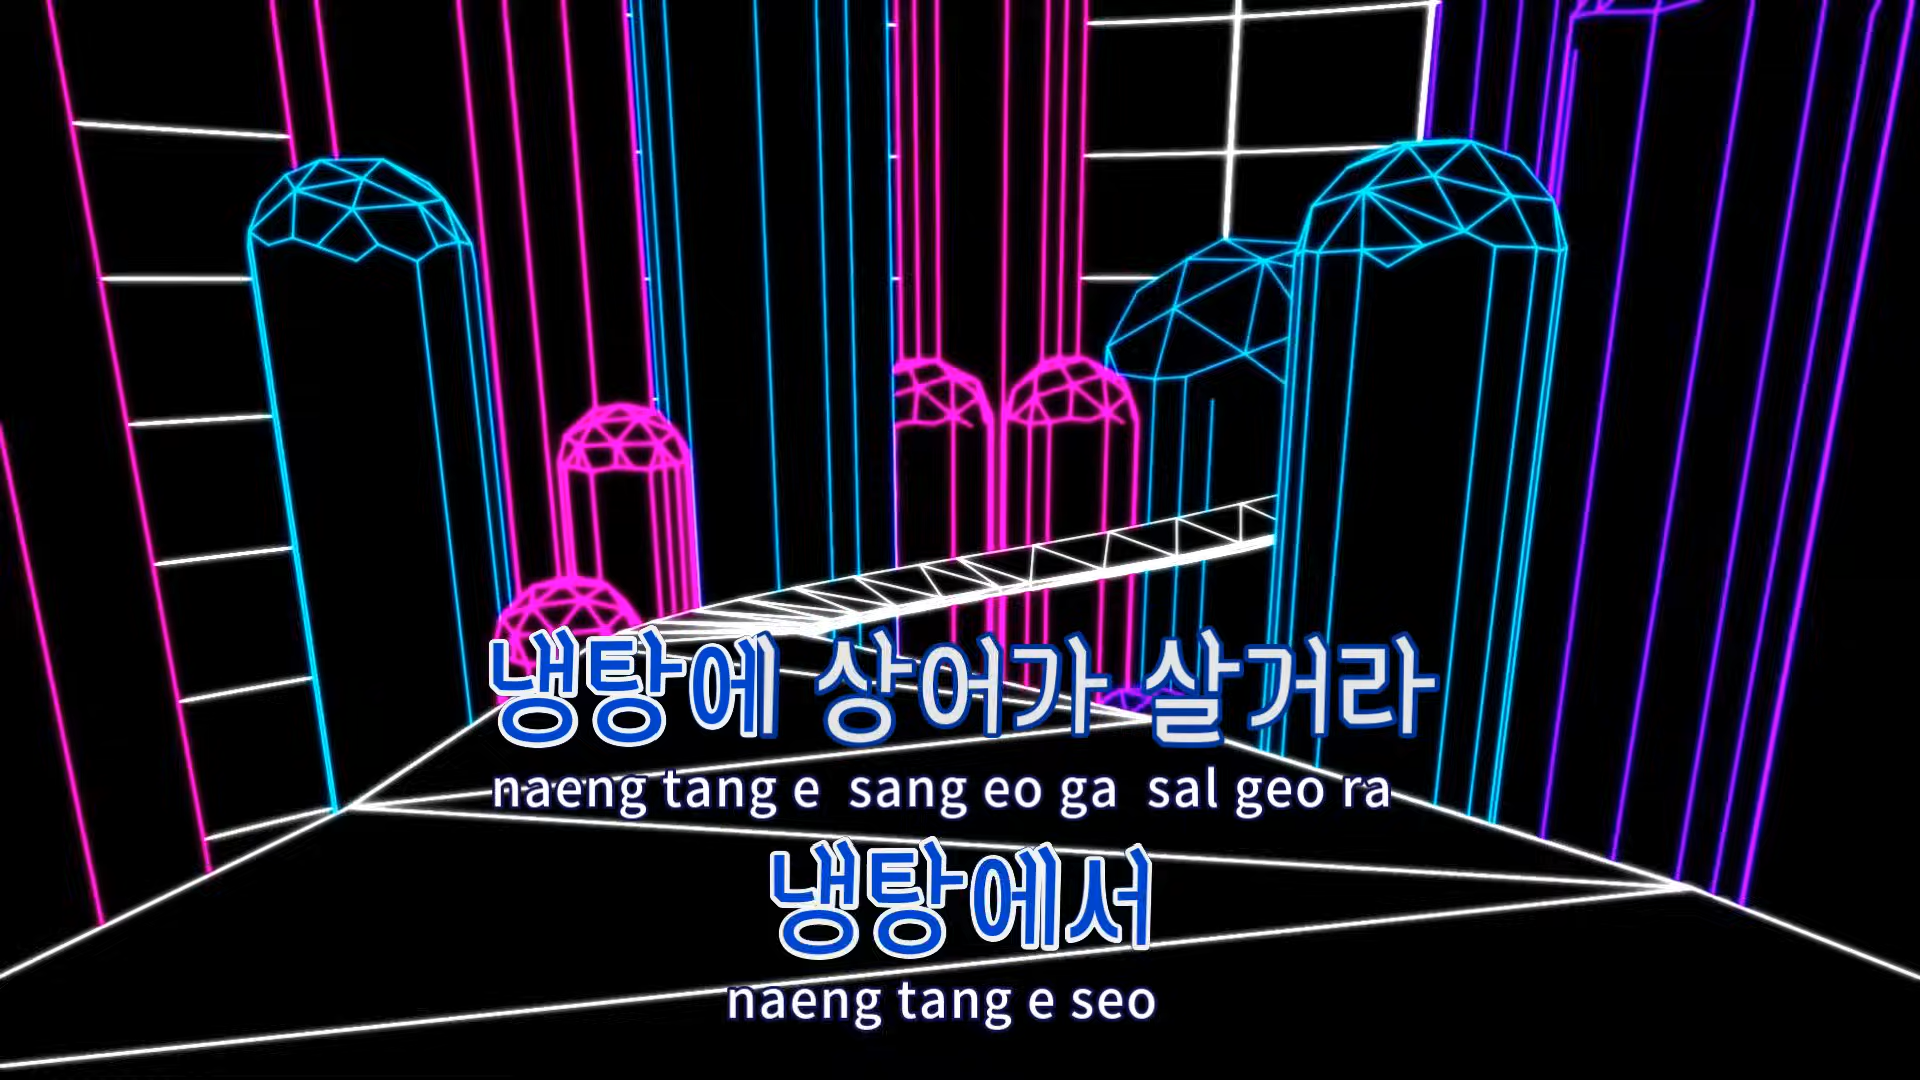 냉탕에 상어가 살거라
naeng tang e sang eo ga sal geo ra
냉탕에서
naeng tang e seo